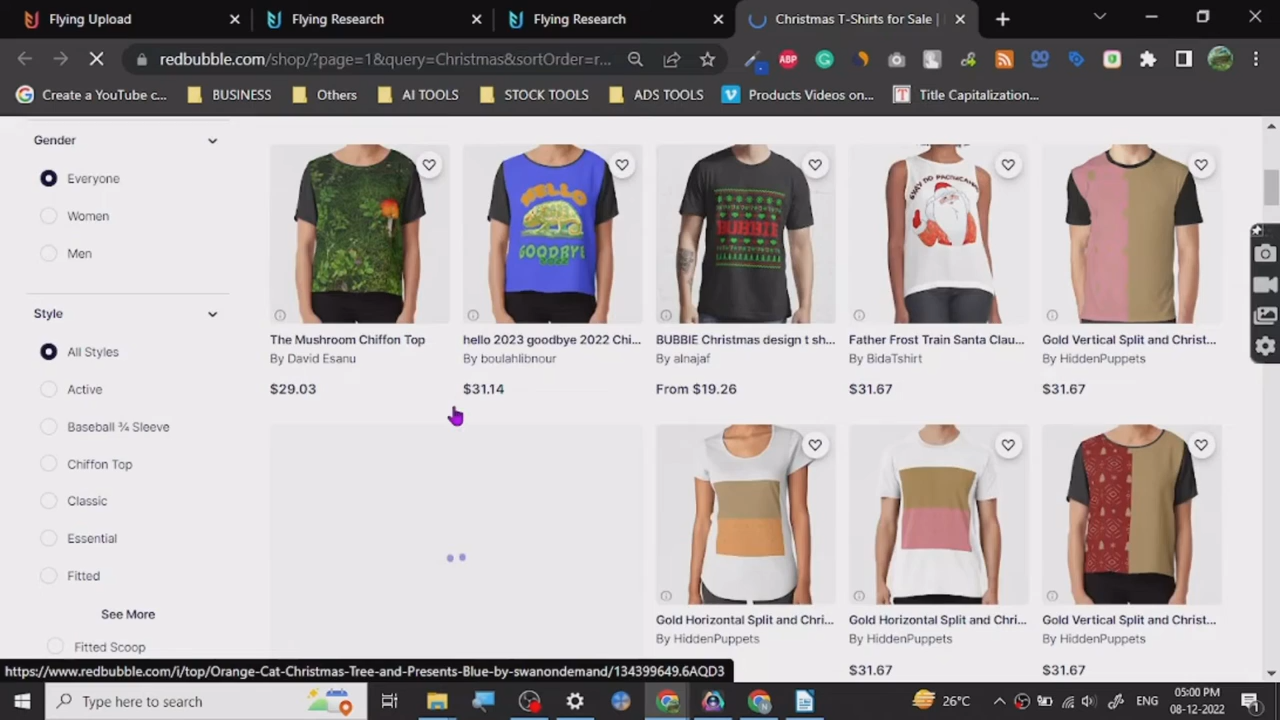 Flying Upload
Flying Research
Flying Research
Christmas T-Shirts for Sale |
redbubble.com/shop/?page=1&query=Christmas&sortOrder=r...
ABP
Create a YouTube c...
BUSINESS
Others
AI TOOLS
STOCK TOOLS
ADS TOOLS
Products Videos on...
Title Capitalization...
Gender
Everyone
Women
Men
Style
All Styles
Active
Baseball ¾ Sleeve
Chiffon Top
Classic
Essential
Fitted
See More
Fitted Scoop
HELLO
GOODBYE
BUBBIE
The Mushroom Chiffon Top
By David Esanu
$29.03
hello 2023 goodbye 2022 Chi...
By boulahlibnour
$31.14
BUBBIE Christmas design t sh...
By alnajaf
From $19.26
Father Frost Train Santa Clau...
By BidaTshirt
$31.67
Gold Vertical Split and Christ...
By HiddenPuppets
$31.67
Gold Horizontal Split and Chri...
By HiddenPuppets
Gold Horizontal Split and Chri...
By HiddenPuppets
$31.67
Gold Vertical Split and Christ...
By HiddenPuppets
$31.67
https://www.redbubble.com/i/top/Orange-Cat-Christmas-Tree-and-Presents-Blue-by-swanondemand/134399649.6AQD3
Type here to search
26°C
ENG
05:00 PM
08-12-2022